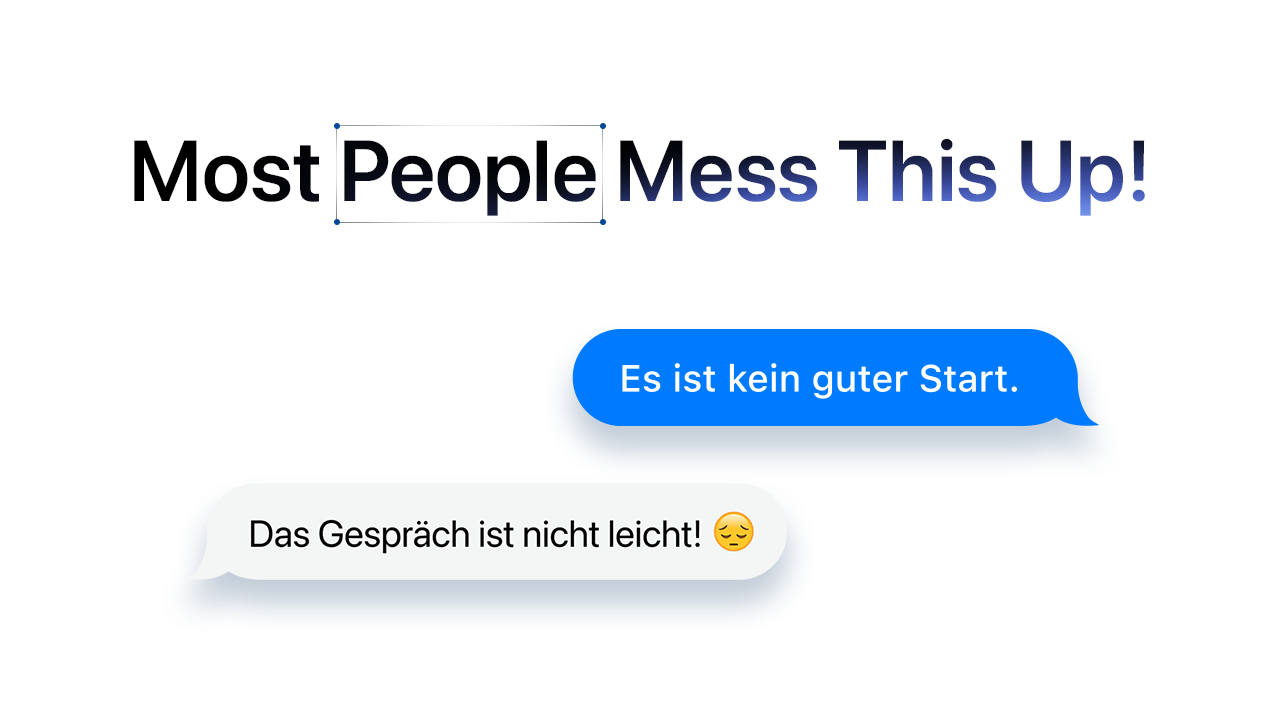 Most People Mess This Up!
Es ist kein guter Start.
Das Gespräch ist nicht leicht! 😔